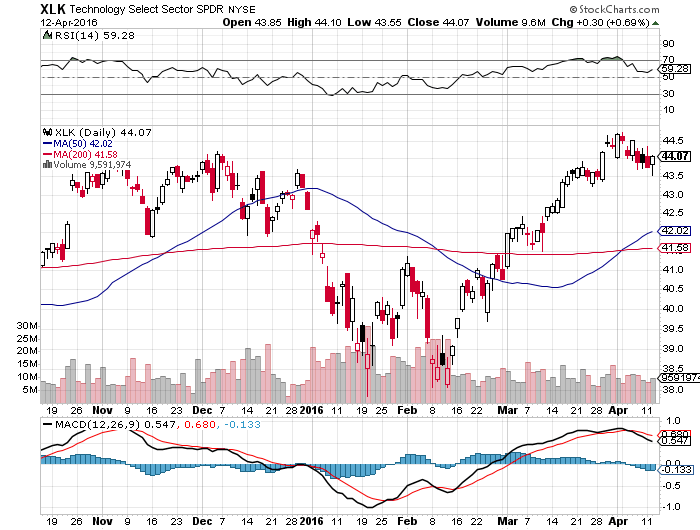 XLK Technology Select Sector SPDR NYSE © StockCharts.com
12-Apr-2016 Open 43.85 High 44.10 Low 43.55 Close 44.07 Volume 9.6M Chg +0.30 (+0.69%)
RSI(14) 59.28
90
70
59.28
50
30
10
XLK (Daily) 44.07
MA(50) 42.02
MA(200) 41.58
Volume 9,591,974
44.5
44.07
43.5
43.0
42.5
42.02
41.58
41.0
40.5
40.0
39.5
39.0
38.5
38.0
30M
25M
20M
15M
10M
5M
9591974
19 26 Nov 9 16 23 Dec 7 14 21 28 2016 11 19 25 Feb 8 16 22 Mar 7 14 21 28 Apr 11
MACD(12,26,9) 0.547, 0.680, -0.133
1.0
0.680
0.547
0.0
-0.133
-0.5
-1.0
19 26 Nov 9 16 23 Dec 7 14 21 28 2016 11 19 25 Feb 8 16 22 Mar 7 14 21 28 Apr 11